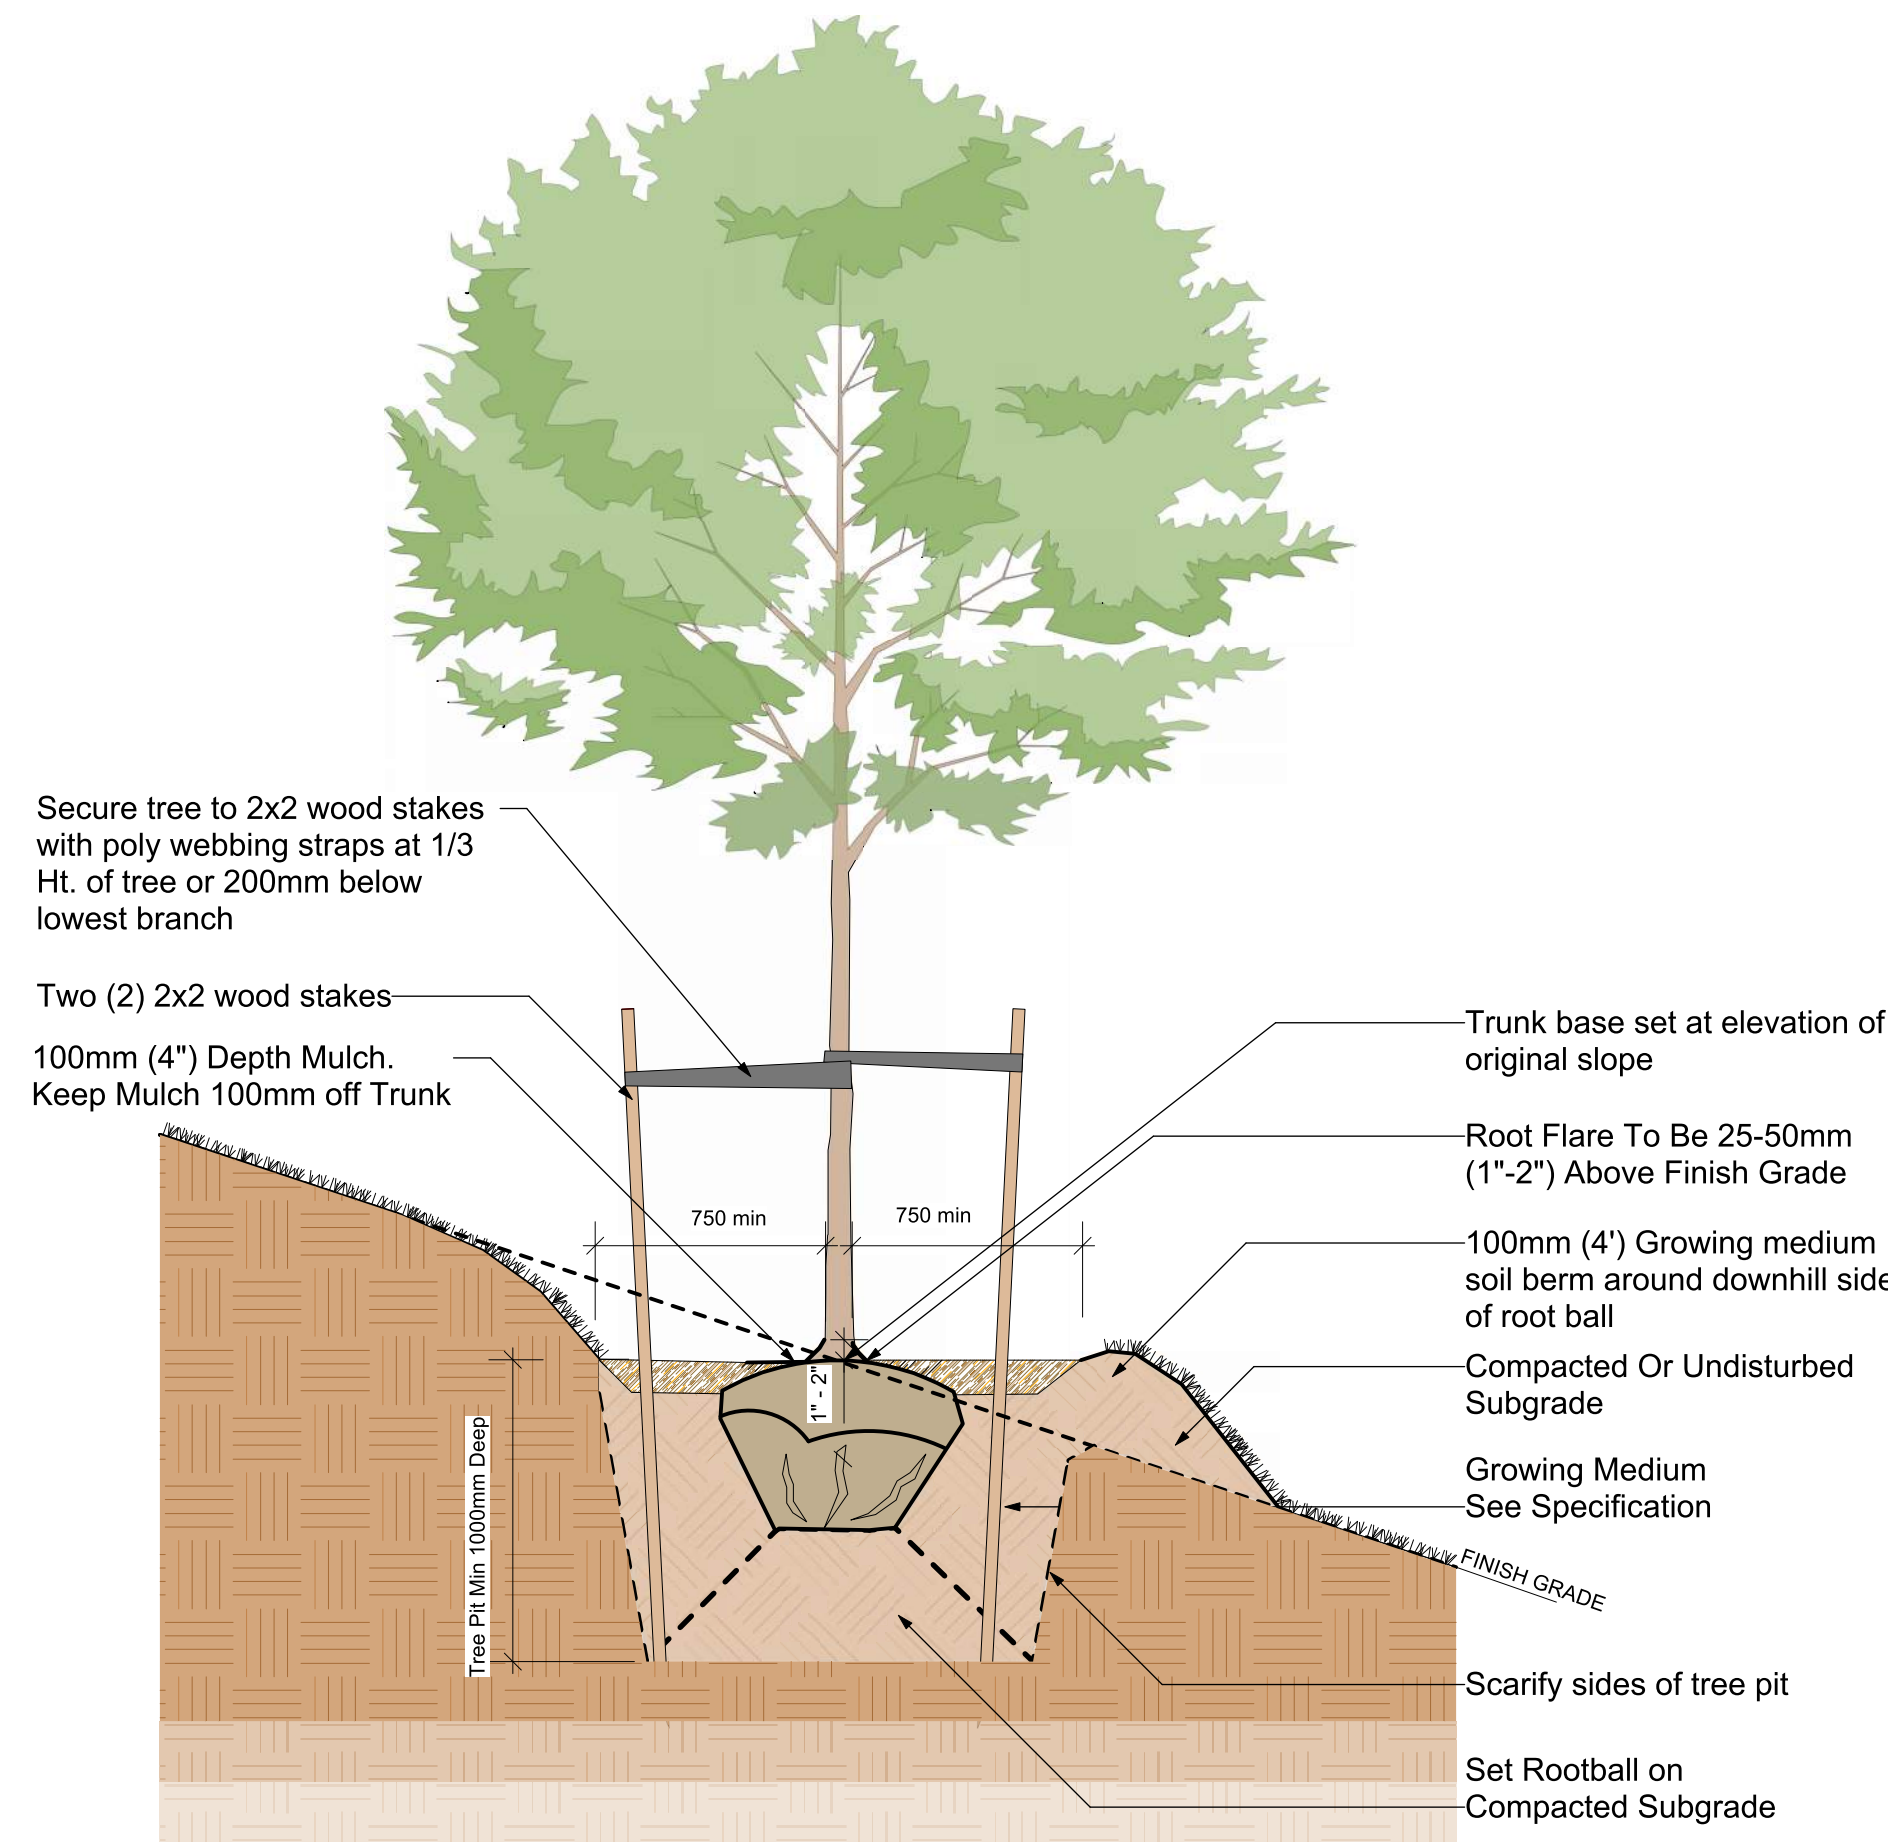 Secure tree to 2x2 wood stakes
with poly webbing straps at 1/3
Ht. of tree or 200mm below
lowest branch
Two (2) 2x2 wood stakes
100mm (4") Depth Mulch.
Keep Mulch 100mm off Trunk
750 min
750 min
1" - 2"
Tree Pit Min 1000mm Deep
Trunk base set at elevation of
original slope
Root Flare To Be 25-50mm
(1"-2") Above Finish Grade
100mm (4') Growing medium
soil berm around downhill side
of root ball
Compacted Or Undisturbed
Subgrade
Growing Medium
See Specification
FINISH GRADE
Scarify sides of tree pit
Set Rootball on
Compacted Subgrade